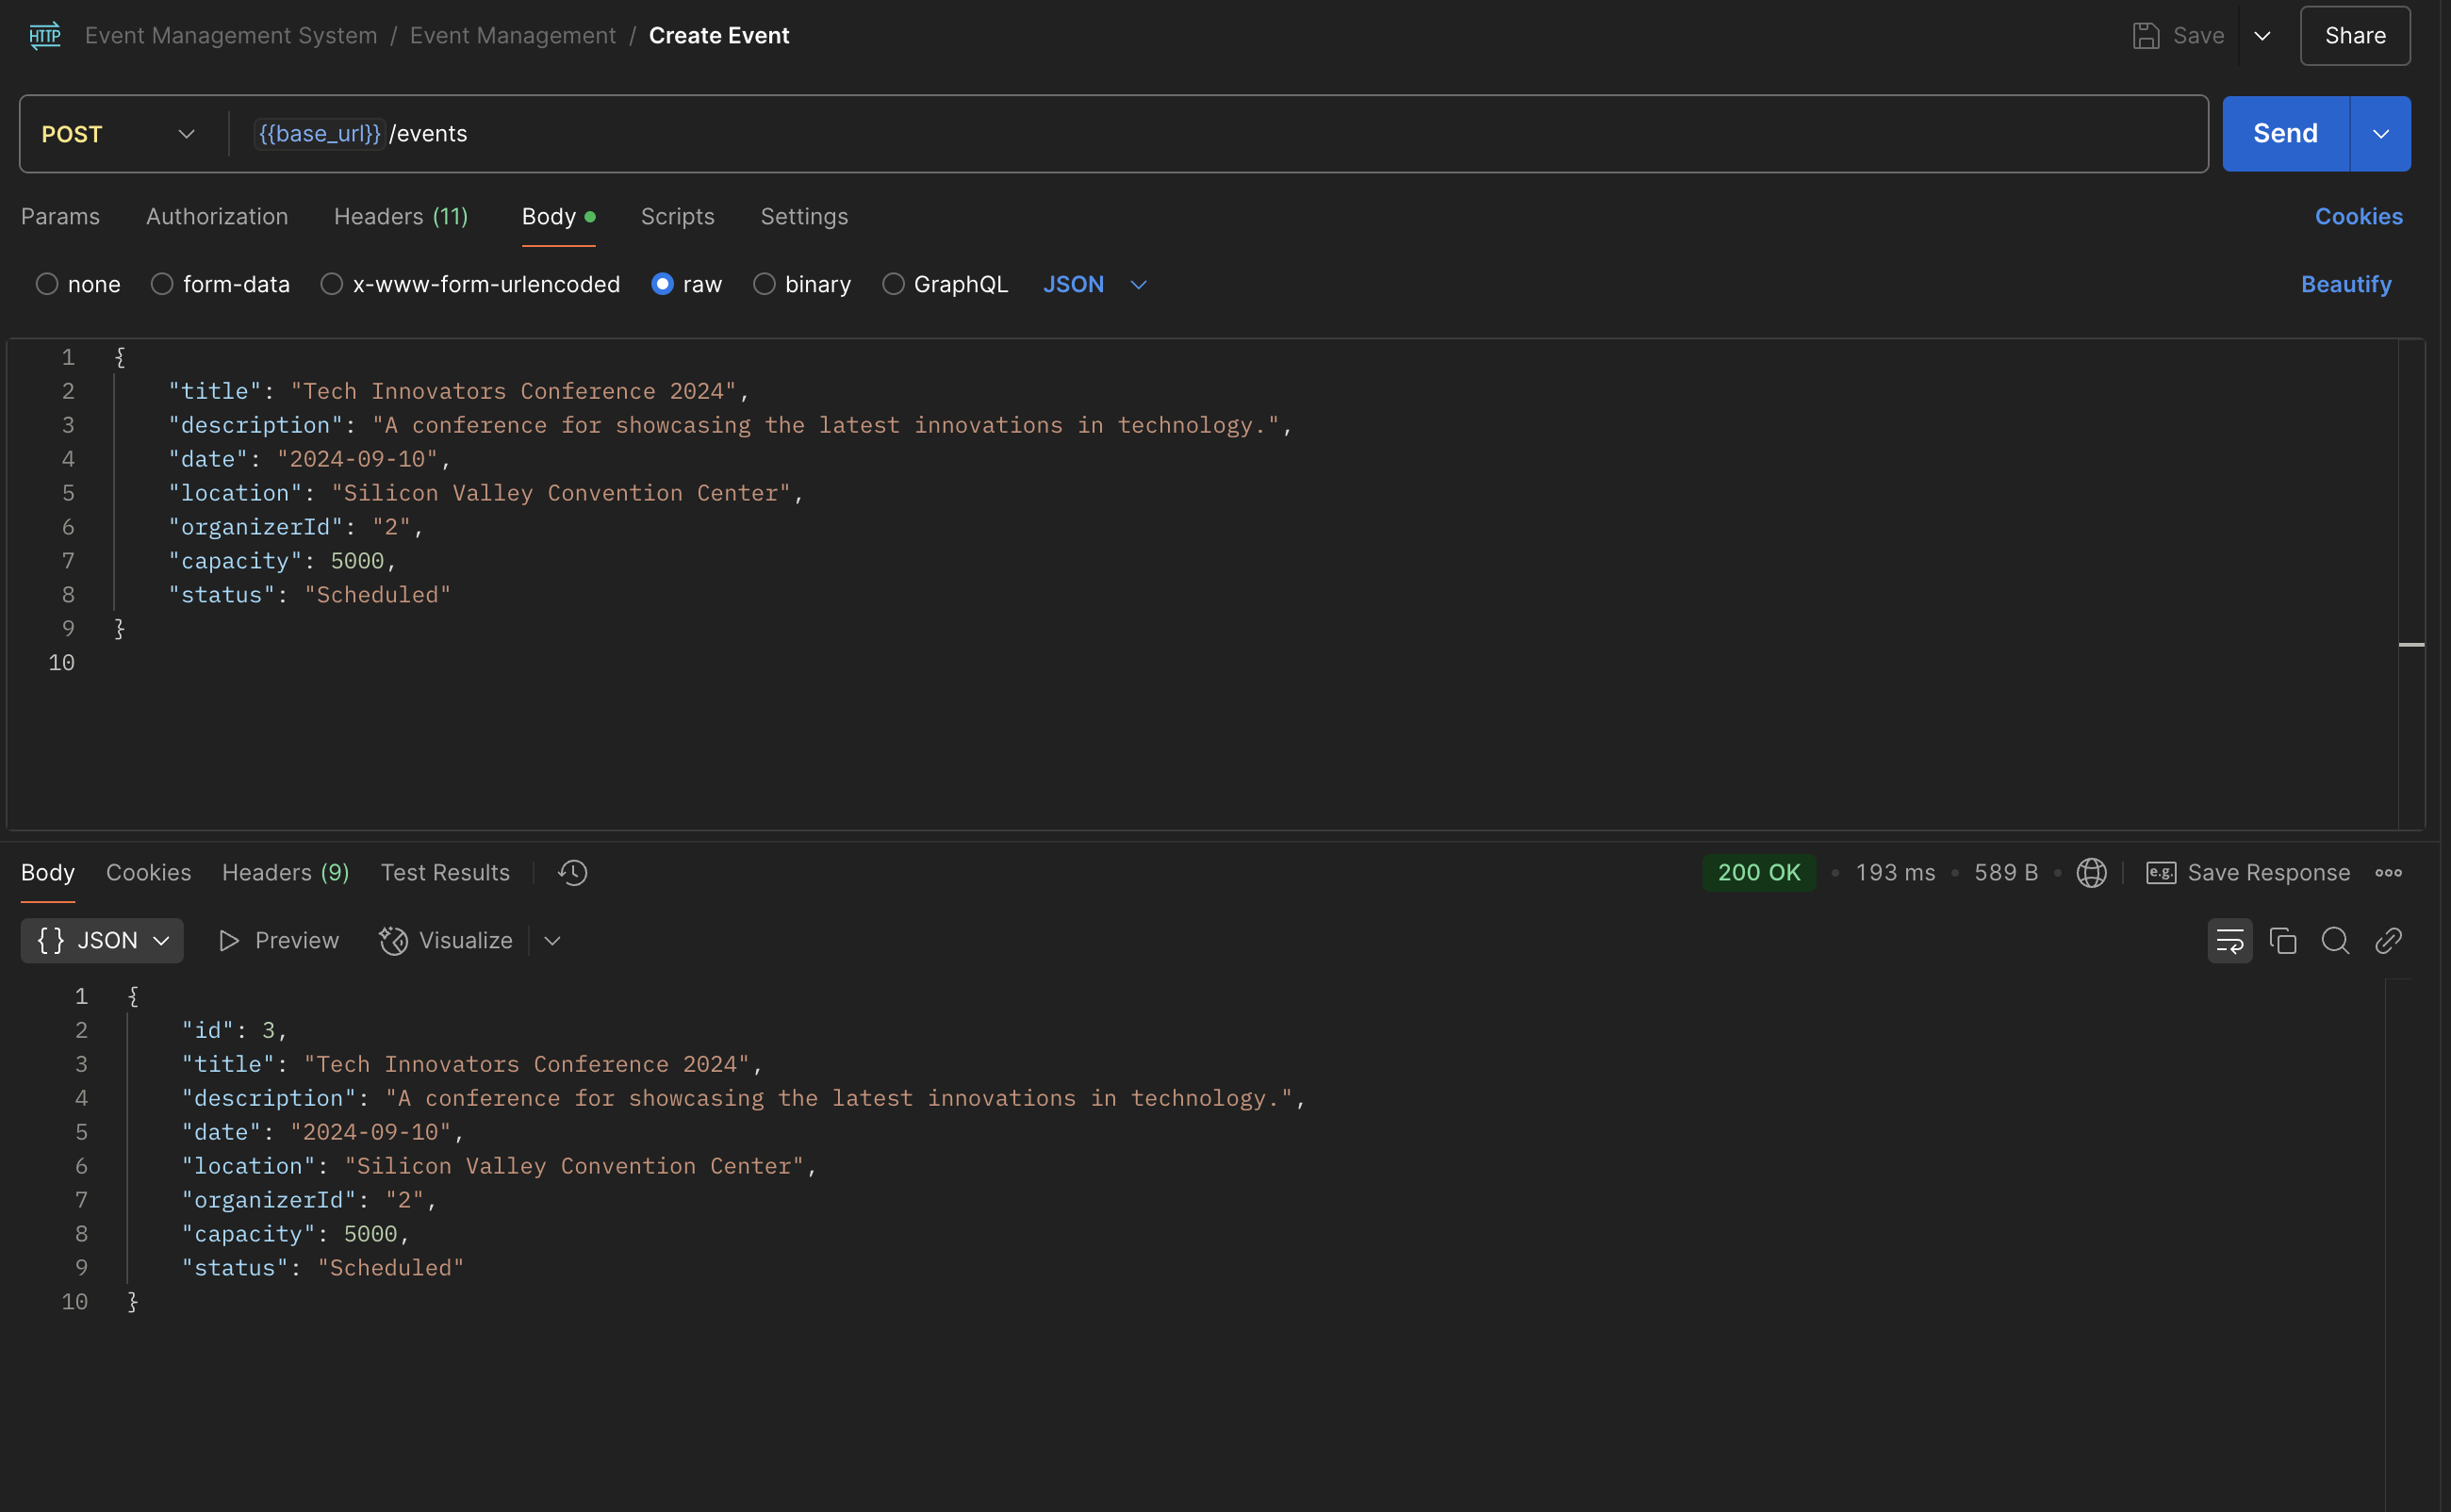 HTTP Event Management System / Event Management / Create Event Save Share
POST {{base_url}}/events Send
Params Authorization Headers (11) Body Scripts Settings Cookies
none form-data x-www-form-urlencoded raw binary GraphQL JSON Beautify
1 {
2 "title": "Tech Innovators Conference 2024",
3 "description": "A conference for showcasing the latest innovations in technology.",
4 "date": "2024-09-10",
5 "location": "Silicon Valley Convention Center",
6 "organizerId": "2",
7 "capacity": 5000,
8 "status": "Scheduled"
9 }
10
Body Cookies Headers (9) Test Results 200 OK • 193 ms • 589 B • e.g. Save Response
{} JSON Preview Visualize
1 {
2 "id": 3,
3 "title": "Tech Innovators Conference 2024",
4 "description": "A conference for showcasing the latest innovations in technology.",
5 "date": "2024-09-10",
6 "location": "Silicon Valley Convention Center",
7 "organizerId": "2",
8 "capacity": 5000,
9 "status": "Scheduled"
10 }